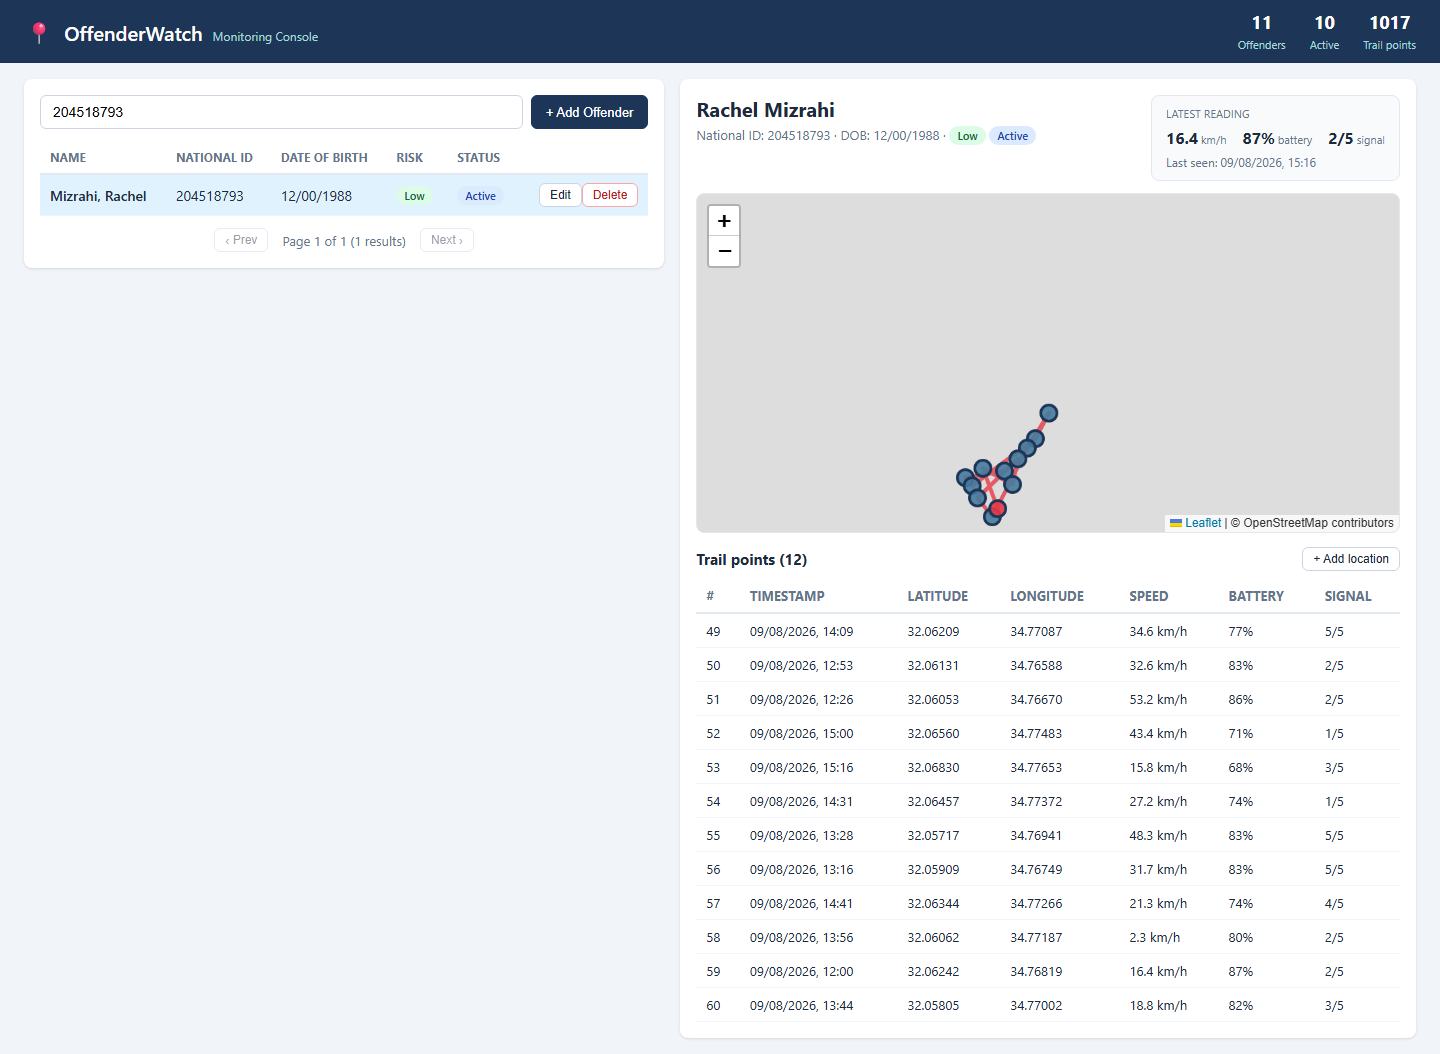 OffenderWatch Monitoring Console
11 10 1017
Offenders Active Trail points
204518793 + Add Offender
NAME NATIONAL ID DATE OF BIRTH RISK STATUS
Mizrahi, Rachel 204518793 12/00/1988 Low Active Edit Delete
‹ Prev Page 1 of 1 (1 results) Next ›
Rachel Mizrahi
National ID: 204518793 · DOB: 12/00/1988 · Low Active
LATEST READING
16.4 km/h 87% battery 2/5 signal
Last seen: 09/08/2026, 15:16
+
−
Leaflet | © OpenStreetMap contributors
Trail points (12) + Add location
# TIMESTAMP LATITUDE LONGITUDE SPEED BATTERY SIGNAL
49 09/08/2026, 14:09 32.06209 34.77087 34.6 km/h 77% 5/5
50 09/08/2026, 12:53 32.06131 34.76588 32.6 km/h 83% 2/5
51 09/08/2026, 12:26 32.06053 34.76670 53.2 km/h 86% 2/5
52 09/08/2026, 15:00 32.06560 34.77483 43.4 km/h 71% 1/5
53 09/08/2026, 15:16 32.06830 34.77653 15.8 km/h 68% 3/5
54 09/08/2026, 14:31 32.06457 34.77372 27.2 km/h 74% 1/5
55 09/08/2026, 13:28 32.05717 34.76941 48.3 km/h 83% 5/5
56 09/08/2026, 13:16 32.05909 34.76749 31.7 km/h 83% 5/5
57 09/08/2026, 14:41 32.06344 34.77266 21.3 km/h 74% 4/5
58 09/08/2026, 13:56 32.06062 34.77187 2.3 km/h 80% 2/5
59 09/08/2026, 12:00 32.06242 34.76819 16.4 km/h 87% 2/5
60 09/08/2026, 13:44 32.05805 34.77002 18.8 km/h 82% 3/5